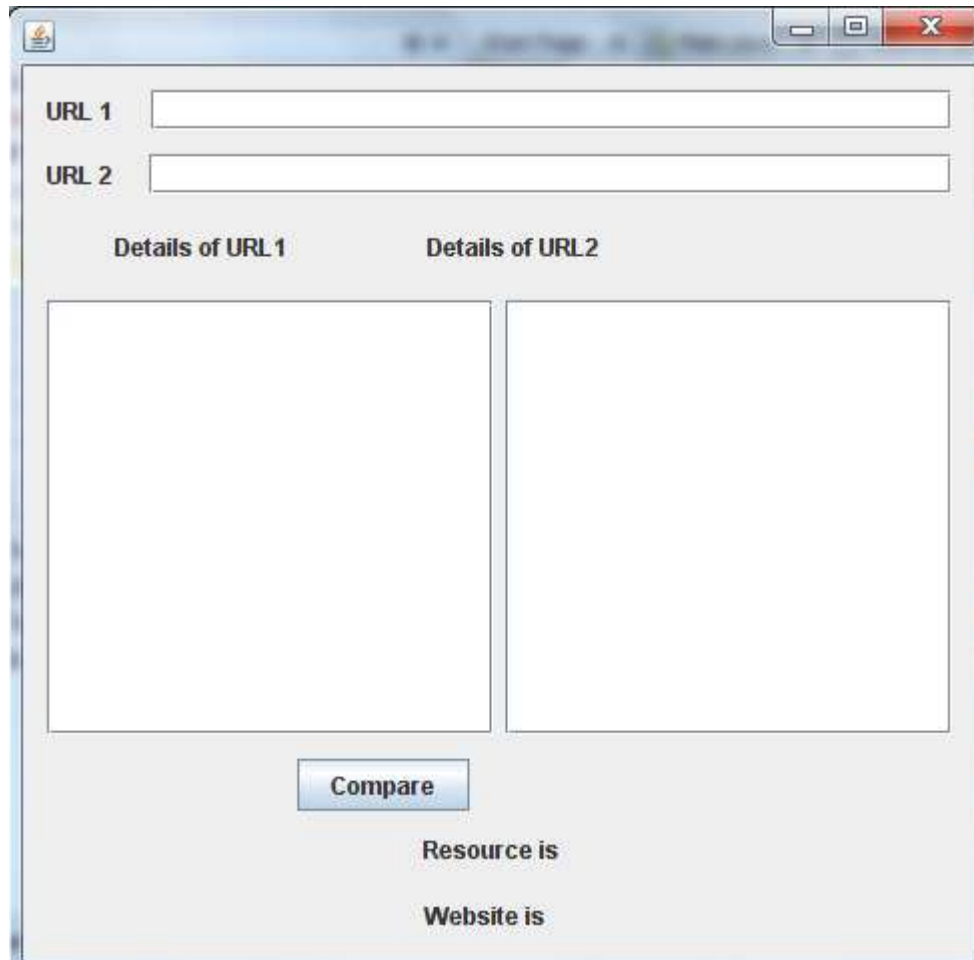 URL 1
URL 2
Details of URL1 Details of URL2
Compare
Resource is
Website is